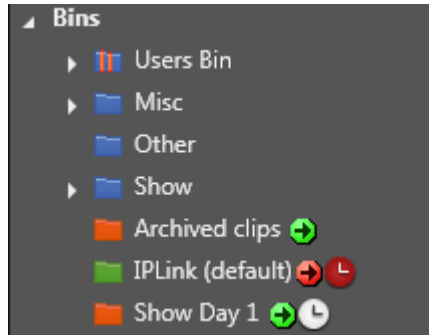 Bins
Users Bin
Misc
Other
Show
Archived clips
IPLink (default)
Show Day 1